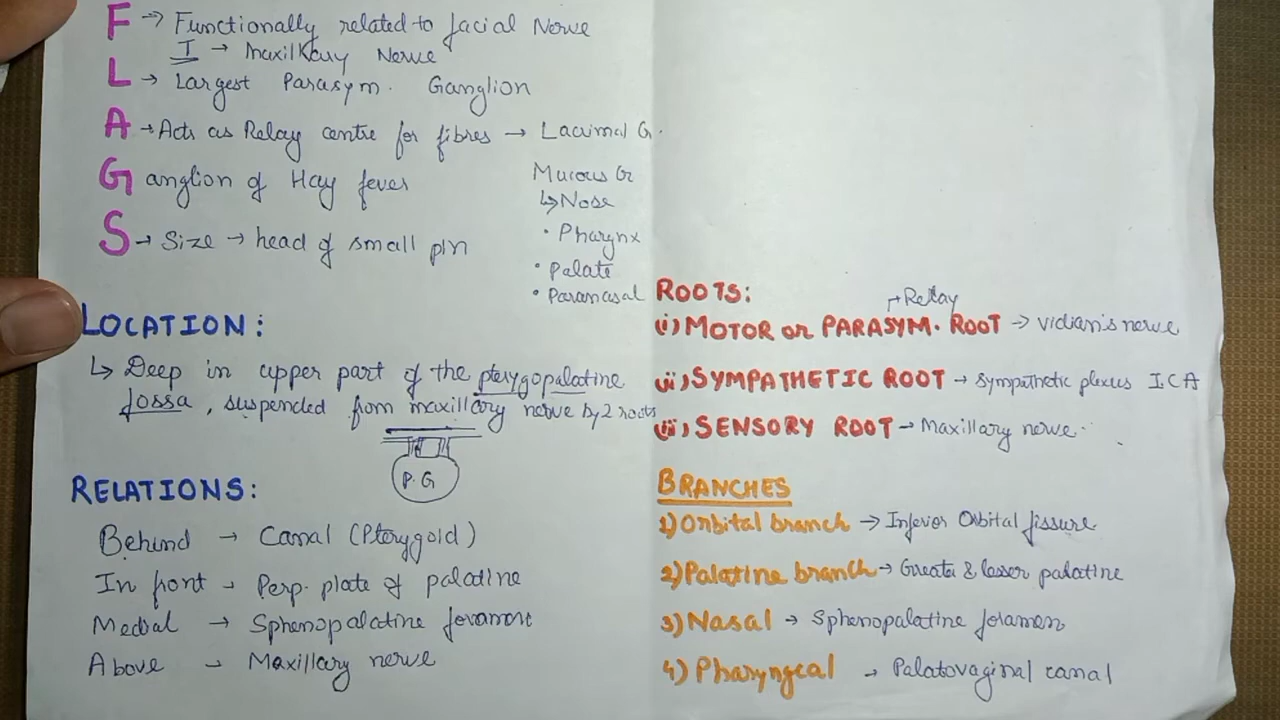 F → Functionally related to facial Nerve
I → Maxillary Nerve
L → Largest Parasym. Ganglion
A → Acts as Relay centre for fibres → Lacrimal G.
Mucous Gr
↳ Nose
• Pharynx
• Palate
• Paranasal
Ganglion of Hay fever
S → Size → head of small pin
LOCATION:
↳ Deep in upper part of the pterygopalatine
fossa, suspended from maxillary nerve by 2 roots
P.G
RELATIONS:
Behind → Canal (Pterygoid)
In front → Perp. plate of palatine
Medial → Sphenopalatine foramen
Above → Maxillary nerve
ROOTS:
Relay
(i) MOTOR or PARASYM. ROOT → vidian's nerve
(ii) SYMPATHETIC ROOT → Sympathetic plexus ICA
(iii) SENSORY ROOT → Maxillary nerve
BRANCHES
1) Orbital branch → Inferior Orbital fissure
2) Palatine branch → Greater & lesser palatine
3) Nasal → Sphenopalatine foramen
4) Pharyngeal → Palatovaginal canal